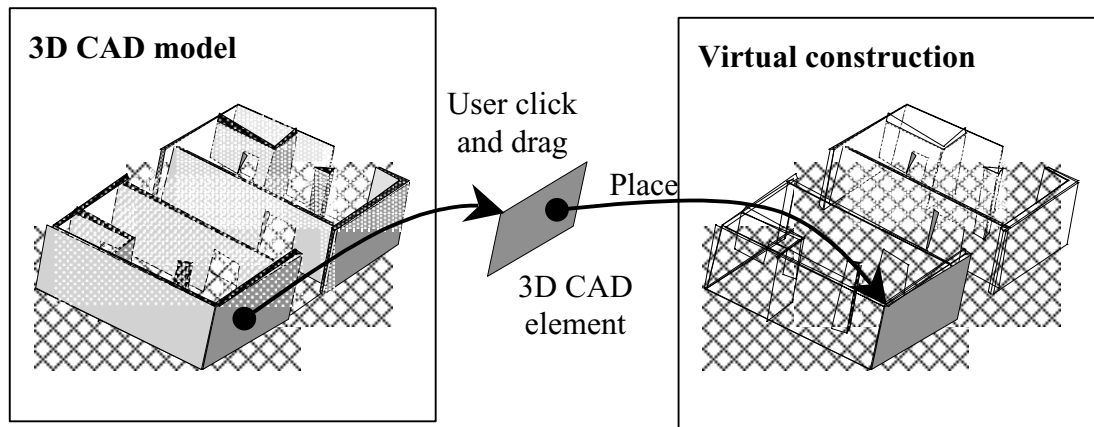 3D CAD model
User click
and drag
Place
3D CAD
element
Virtual construction